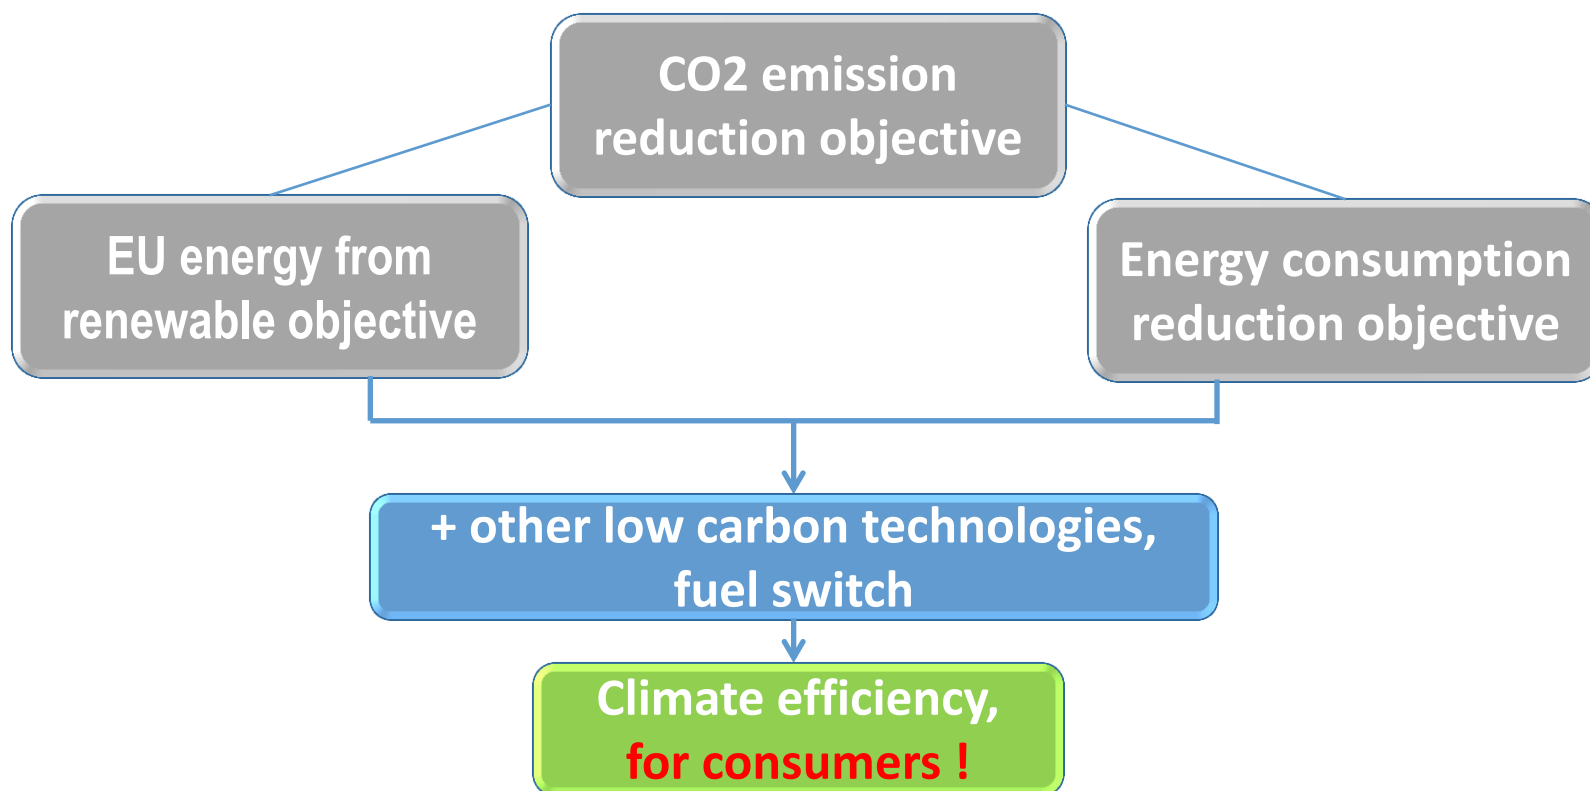 CO2 emission
reduction objective
EU energy from
renewable objective
Energy consumption
reduction objective
+ other low carbon technologies,
fuel switch
Climate efficiency,
for consumers !